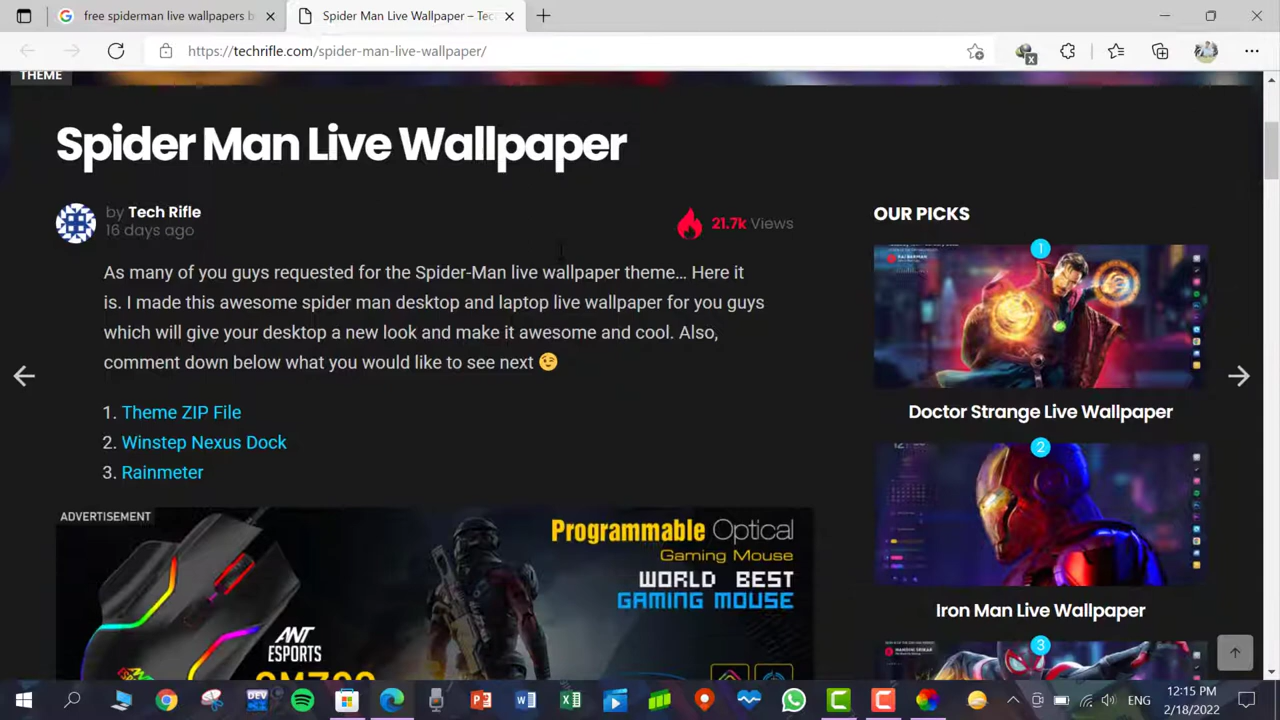 free spiderman live wallpapers b
Spider Man Live Wallpaper – Tec
https://techrifle.com/spider-man-live-wallpaper/
THEME
Spider Man Live Wallpaper
by Tech Rifle
16 days ago
21.7k Views
As many of you guys requested for the Spider-Man live wallpaper theme… Here it
is. I made this awesome spider man desktop and laptop live wallpaper for you guys
which will give your desktop a new look and make it awesome and cool. Also,
comment down below what you would like to see next 😉
1. Theme ZIP File
2. Winstep Nexus Dock
3. Rainmeter
ADVERTISEMENT
Programmable Optical
Gaming Mouse
WORLD BEST
GAMING MOUSE
ANT
ESPORTS
OUR PICKS
1
Doctor Strange Live Wallpaper
2
Iron Man Live Wallpaper
3
DEV
ENG
12:15 PM
2/18/2022